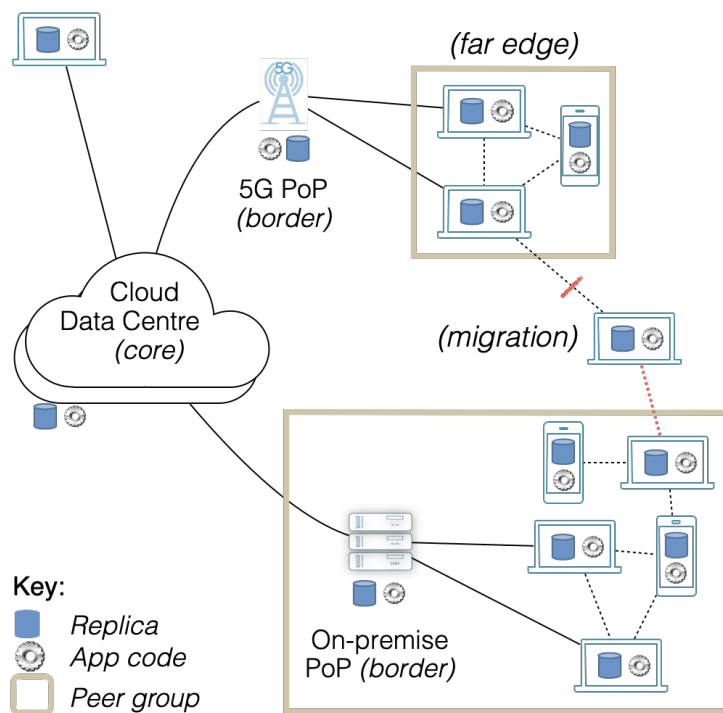 (far edge)
5G
5G PoP
(border)
Cloud
Data Centre
(core)
(migration)
On-premise
PoP (border)
Key:
Replica
App code
Peer group